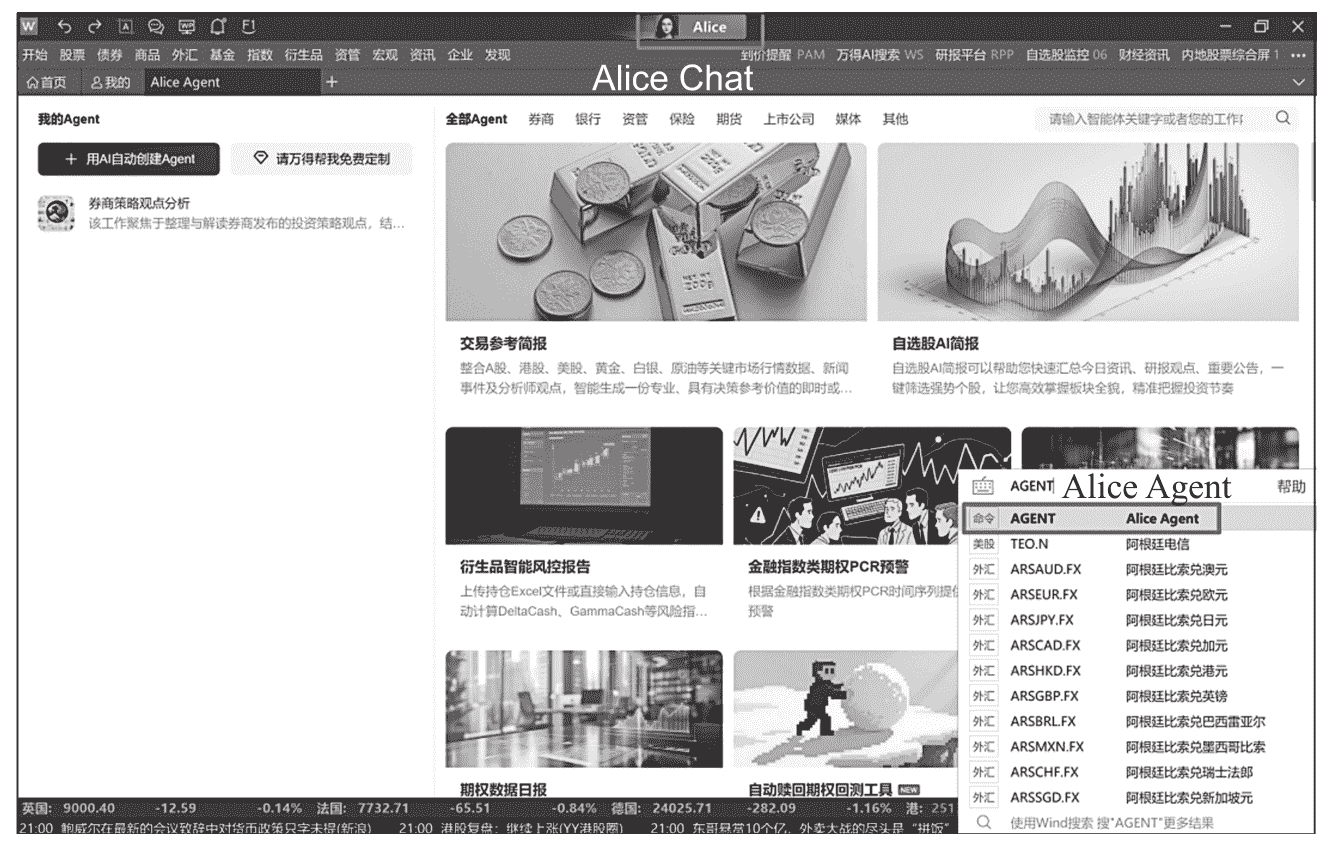 W A WP F1 Alice
开始 股票 债券 商品 外汇 基金 指数 衍生品 资管 宏观 资讯 企业 发现
到价提醒 PAM 万得AI搜索 WS 研报平台 RPP 自选股监控 06 财经资讯 内地股票综合屏 1
首页 我的 Alice Agent +
Alice Chat
我的Agent
+ 用AI自动创建Agent 请万得帮我免费定制
券商策略观点分析
该工作聚焦于整理与解读券商发布的投资策略观点，结...
全部Agent 券商 银行 资管 保险 期货 上市公司 媒体 其他
请输入智能体关键字或者您的工作
交易参考简报
整合A股、港股、美股、黄金、白银、原油等关键市场行情数据、新闻
事件及分析师观点，智能生成一份专业、具有决策参考价值的即时或...
自选股AI简报
自选股AI简报可以帮助您快速汇总今日资讯、研报观点、重要公告，一
键筛选强势个股，让您高效掌握板块全貌，精准把握投资节奏
衍生品智能风控报告
上传持仓Excel文件或直接输入持仓信息，自
动计算DeltaCash、GammaCash等风险指...
金融指数类期权PCR预警
根据金融指数类期权PCR时间序列提
预警
期权数据日报
自动赎回期权回测工具 NEW
AGENT Alice Agent 帮助
命令 AGENT Alice Agent
美股 TEO.N 阿根廷电信
外汇 ARSAUD.FX 阿根廷比索兑澳元
外汇 ARSEUR.FX 阿根廷比索兑欧元
外汇 ARSJPY.FX 阿根廷比索兑日元
外汇 ARSCAD.FX 阿根廷比索兑加元
外汇 ARSHKD.FX 阿根廷比索兑港元
外汇 ARSGBP.FX 阿根廷比索兑英镑
外汇 ARSBRL.FX 阿根廷比索兑巴西雷亚尔
外汇 ARSMXN.FX 阿根廷比索兑墨西哥比索
外汇 ARSCHF.FX 阿根廷比索兑瑞士法郎
外汇 ARSSGD.FX 阿根廷比索兑新加坡元
使用Wind搜索 搜"AGENT"更多结果
英国: 9000.40 -12.59 -0.14% 法国: 7732.71 -65.51 -0.84% 德国: 24025.71 -282.09 -1.16% 港: 251
21:00 鲍威尔在最新的会议致辞中对货币政策只字未提(新浪) 21:00 港股复盘：继续上涨(YY港股圈) 21:00 东哥悬赏10个亿，外卖大战的尽头是“拼饭”